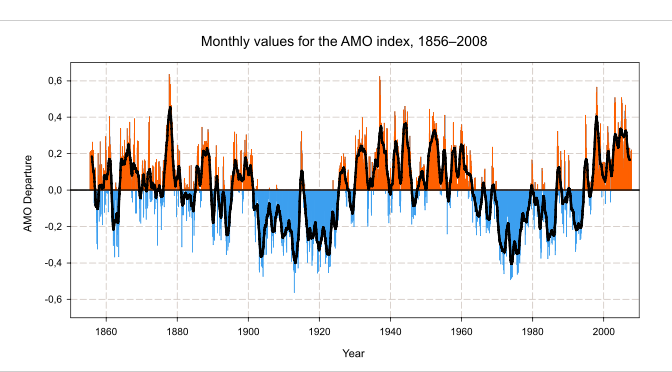 Monthly values for the AMO index, 1856–2008
0,6
0,4
0,2
0,0
-0,2
-0,4
-0,6
AMO Departure
1860 1880 1900 1920 1940 1960 1980 2000
Year